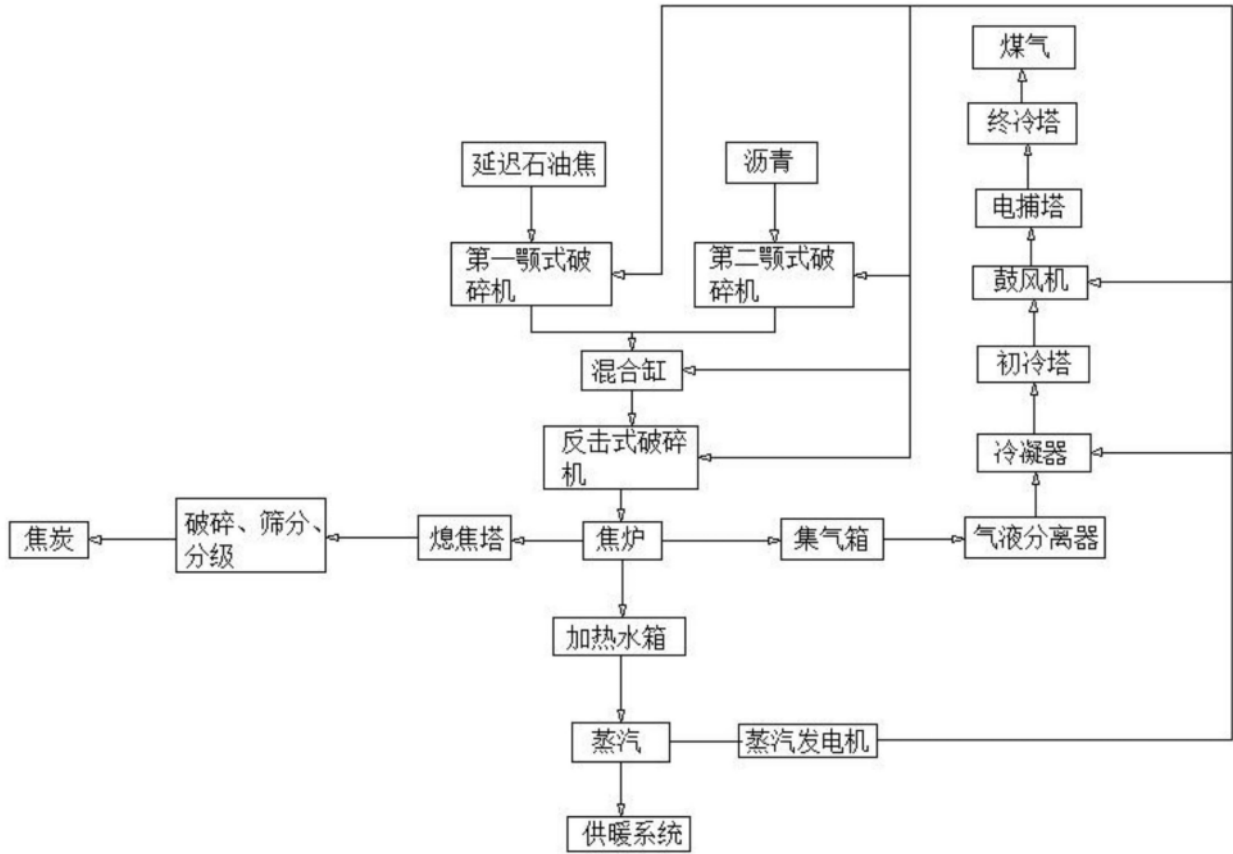 煤气
终冷塔
延迟石油焦
沥青
电捕塔
第一颚式破
碎机
第二颚式破
碎机
鼓风机
混合缸
初冷塔
反击式破碎
机
冷凝器
焦炭
破碎、筛分、
分级
熄焦塔
焦炉
集气箱
气液分离器
加热水箱
蒸汽
蒸汽发电机
供暖系统